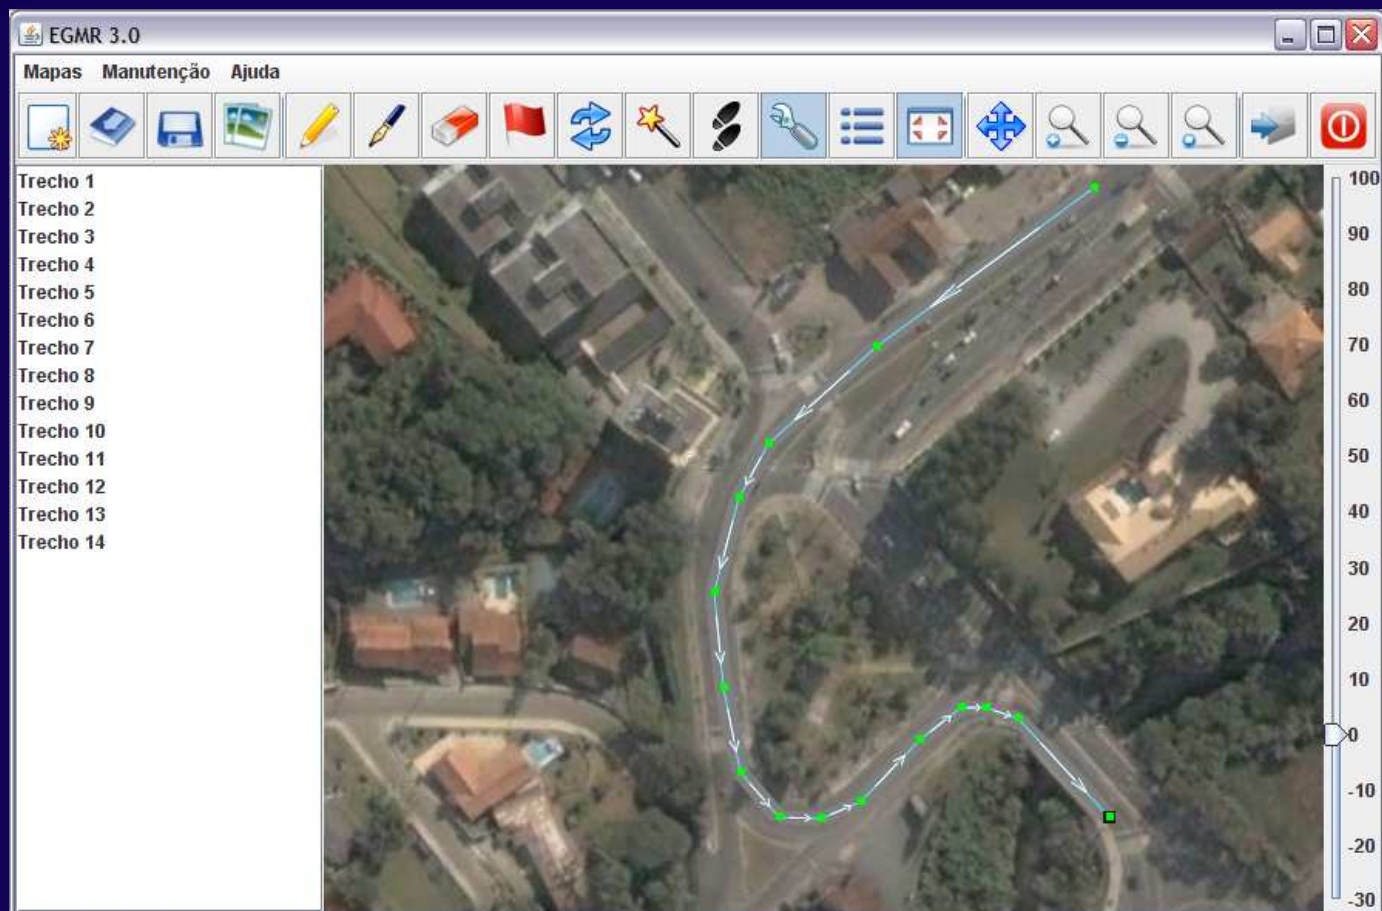 EGMR 3.0
Mapas Manutenção Ajuda
Trecho 1
Trecho 2
Trecho 3
Trecho 4
Trecho 5
Trecho 6
Trecho 7
Trecho 8
Trecho 9
Trecho 10
Trecho 11
Trecho 12
Trecho 13
Trecho 14
100
90
80
70
60
50
40
30
20
10
0
-10
-20
-30